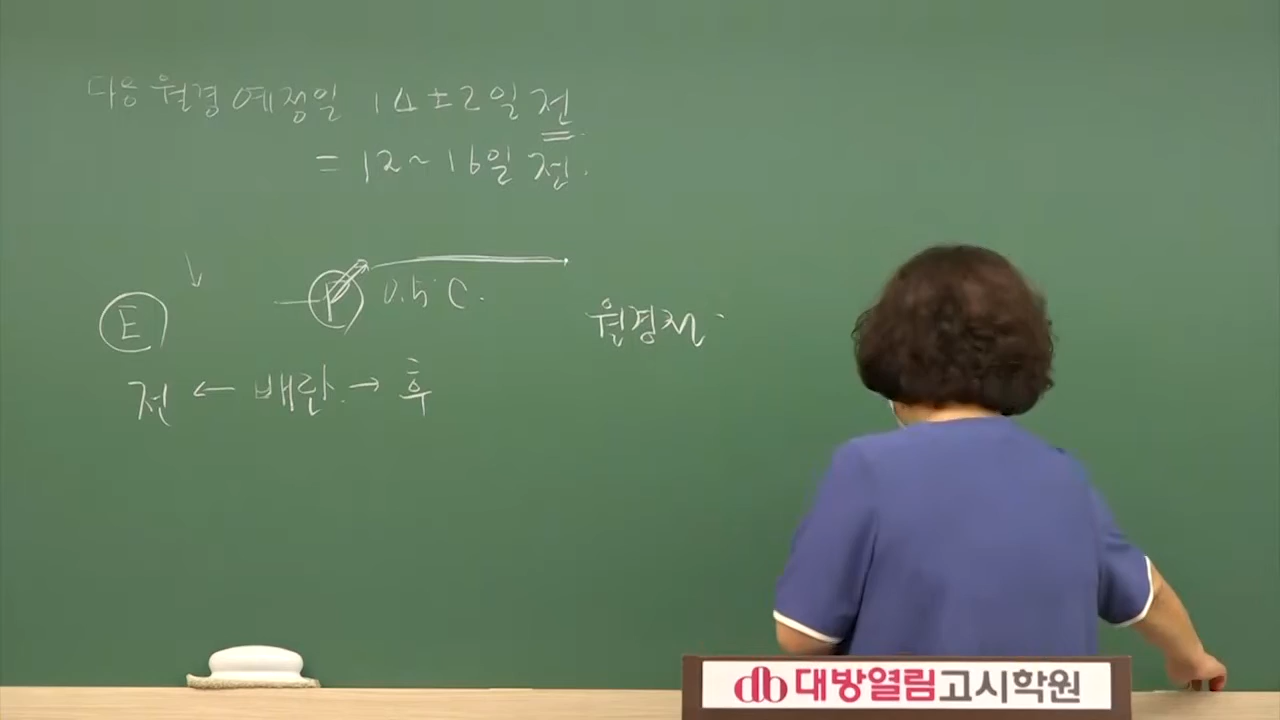 다음 월경 예정일 14±2일 전
= 12~16일 전.
P 0.5℃.
E
월경전
전 ← 배란 → 후
db 대방열림고시학원